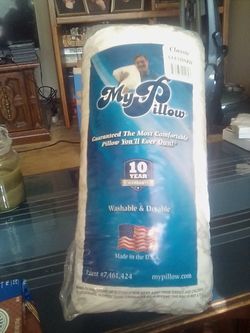 Classic
My Pillow
Guaranteed The Most Comfortable
Pillow You'll Ever Own!
10
YEAR
WARRANTY
Washable & Dryable
Made in the U.S.A.
Patent #7,461,424
mypillow.com